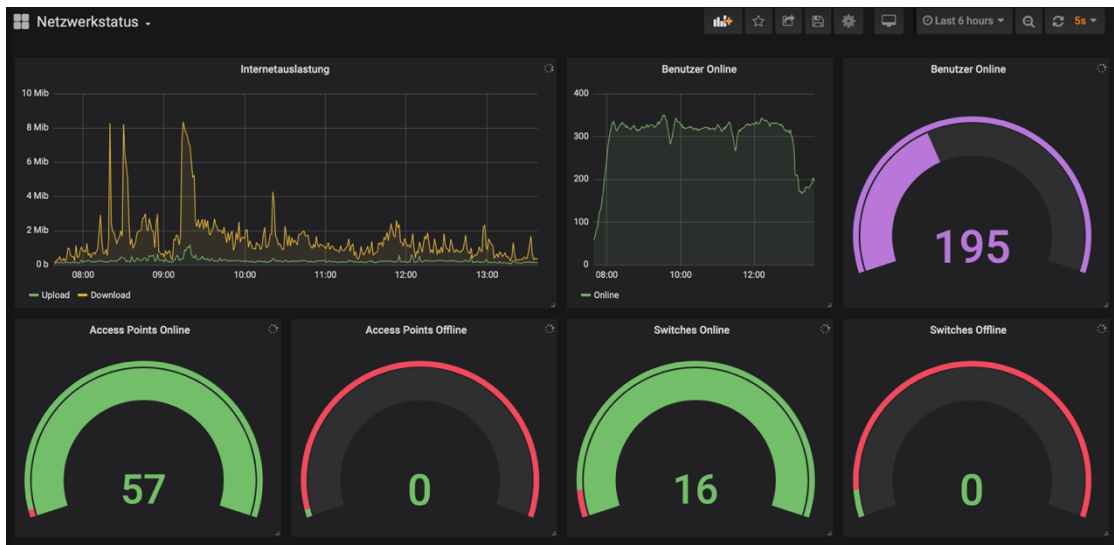 Netzwerkstatus
Last 6 hours
5s
Internetauslastung
10 Mib
8 Mib
6 Mib
4 Mib
2 Mib
0 b
08:00 09:00 10:00 11:00 12:00 13:00
Upload Download
Benutzer Online
400
300
200
100
0
08:00 10:00 12:00
Online
Benutzer Online
195
Access Points Online
57
Access Points Offline
0
Switches Online
16
Switches Offline
0